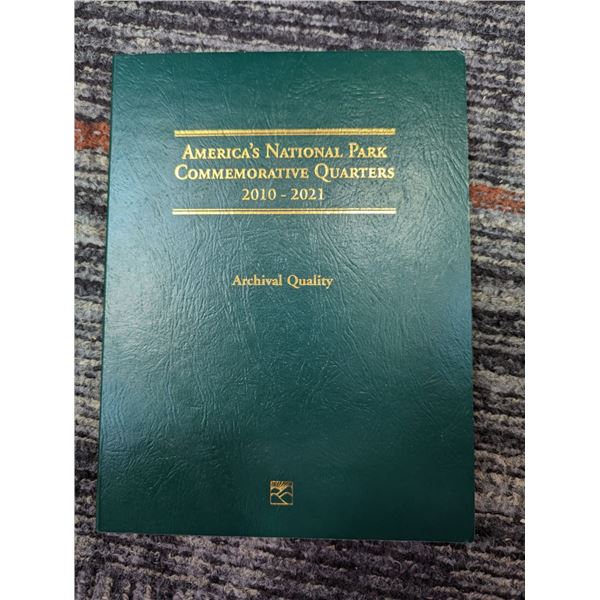 America's National Park
Commemorative Quarters
2010 - 2021
Archival Quality